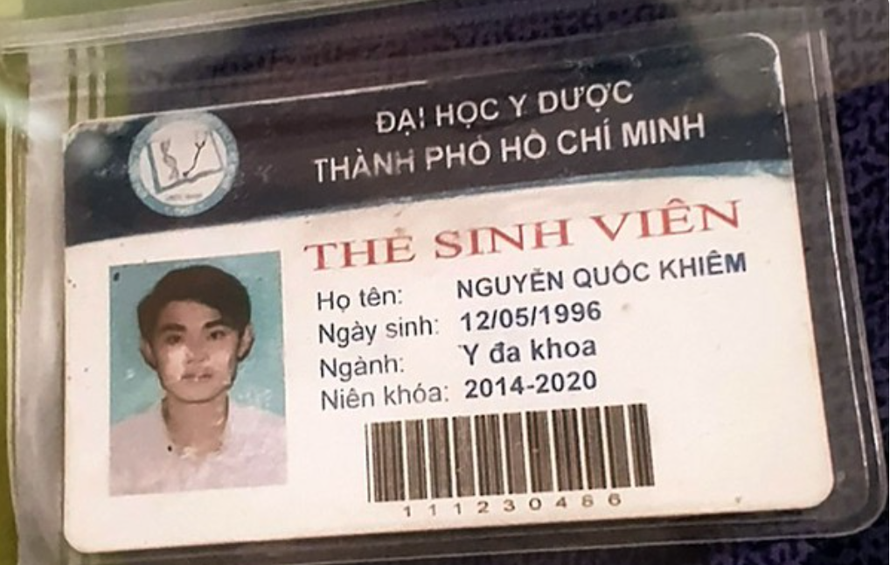 ĐẠI HỌC Y DƯỢC
THÀNH PHỐ HỒ CHÍ MINH
THẺ SINH VIÊN
Họ tên: NGUYỄN QUỐC KHIÊM
Ngày sinh: 12/05/1996
Ngành: Y đa khoa
Niên khóa: 2014-2020
111230486